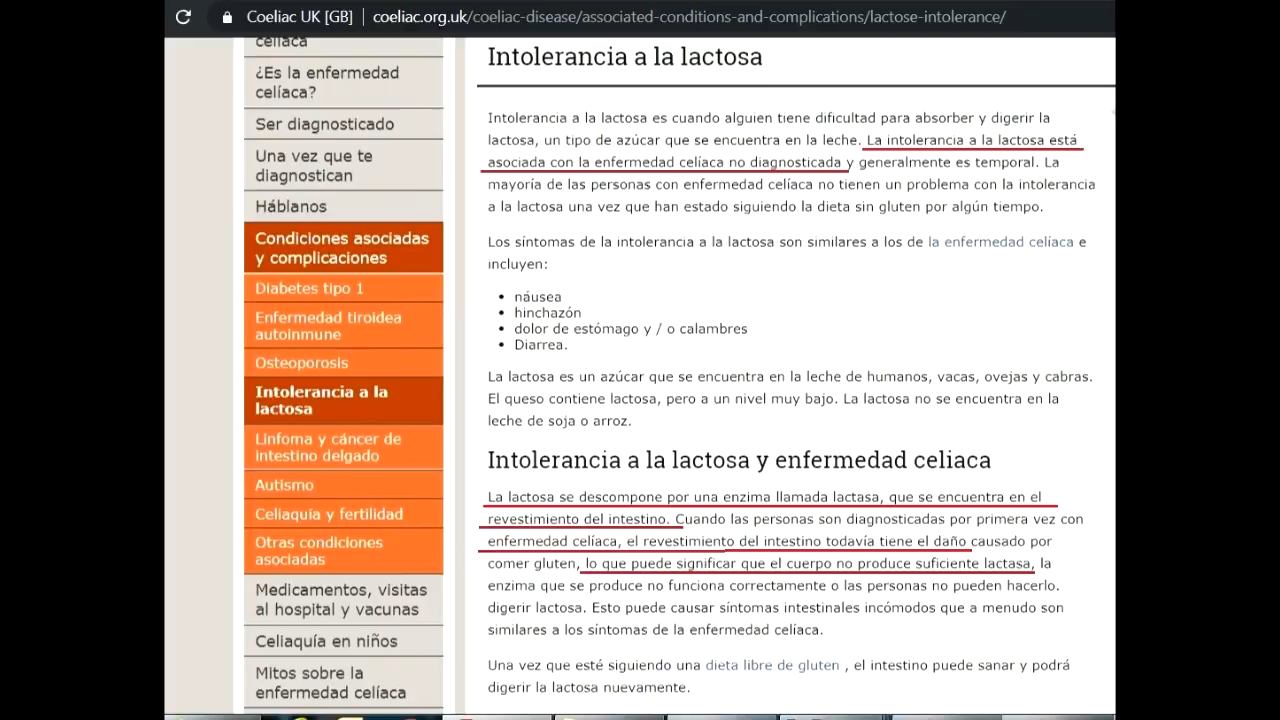 Coeliac UK [GB] | coeliac.org.uk/coeliac-disease/associated-conditions-and-complications/lactose-intolerance/
celíaca
¿Es la enfermedad
celíaca?
Ser diagnosticado
Una vez que te
diagnostican
Háblanos
Condiciones asociadas
y complicaciones
Diabetes tipo 1
Enfermedad tiroidea
autoinmune
Osteoporosis
Intolerancia a la
lactosa
Linfoma y cáncer de
intestino delgado
Autismo
Celiaquía y fertilidad
Otras condiciones
asociadas
Medicamentos, visitas
al hospital y vacunas
Celiaquía en niños
Mitos sobre la
enfermedad celíaca
Intolerancia a la lactosa
Intolerancia a la lactosa es cuando alguien tiene dificultad para absorber y digerir la
lactosa, un tipo de azúcar que se encuentra en la leche. La intolerancia a la lactosa está
asociada con la enfermedad celíaca no diagnosticada y generalmente es temporal. La
mayoría de las personas con enfermedad celíaca no tienen un problema con la intolerancia
a la lactosa una vez que han estado siguiendo la dieta sin gluten por algún tiempo.
Los síntomas de la intolerancia a la lactosa son similares a los de la enfermedad celíaca e
incluyen:
• náusea
• hinchazón
• dolor de estómago y / o calambres
• Diarrea.
La lactosa es un azúcar que se encuentra en la leche de humanos, vacas, ovejas y cabras.
El queso contiene lactosa, pero a un nivel muy bajo. La lactosa no se encuentra en la
leche de soja o arroz.
Intolerancia a la lactosa y enfermedad celiaca
La lactosa se descompone por una enzima llamada lactasa, que se encuentra en el
revestimiento del intestino. Cuando las personas son diagnosticadas por primera vez con
enfermedad celíaca, el revestimiento del intestino todavía tiene el daño causado por
comer gluten, lo que puede significar que el cuerpo no produce suficiente lactasa, la
enzima que se produce no funciona correctamente o las personas no pueden hacerlo.
digerir lactosa. Esto puede causar síntomas intestinales incómodos que a menudo son
similares a los síntomas de la enfermedad celíaca.
Una vez que esté siguiendo una dieta libre de gluten , el intestino puede sanar y podrá
digerir la lactosa nuevamente.